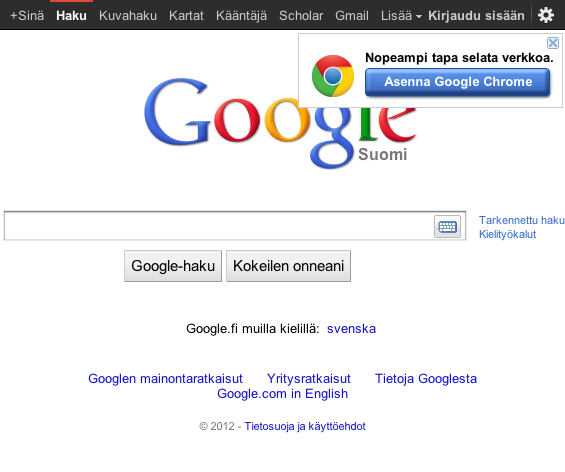 +Sinä Haku Kuvahaku Kartat Kääntäjä Scholar Gmail Lisää Kirjaudu sisään
Nopeampi tapa selata verkkoa.
Asenna Google Chrome
Google
Suomi
Tarkennettu haku
Kielityökalut
Google-haku Kokeilen onneani
Google.fi muilla kielillä: svenska
Googlen mainontaratkaisut Yritysratkaisut Tietoja Googlesta
Google.com in English
© 2012 - Tietosuoja ja käyttöehdot